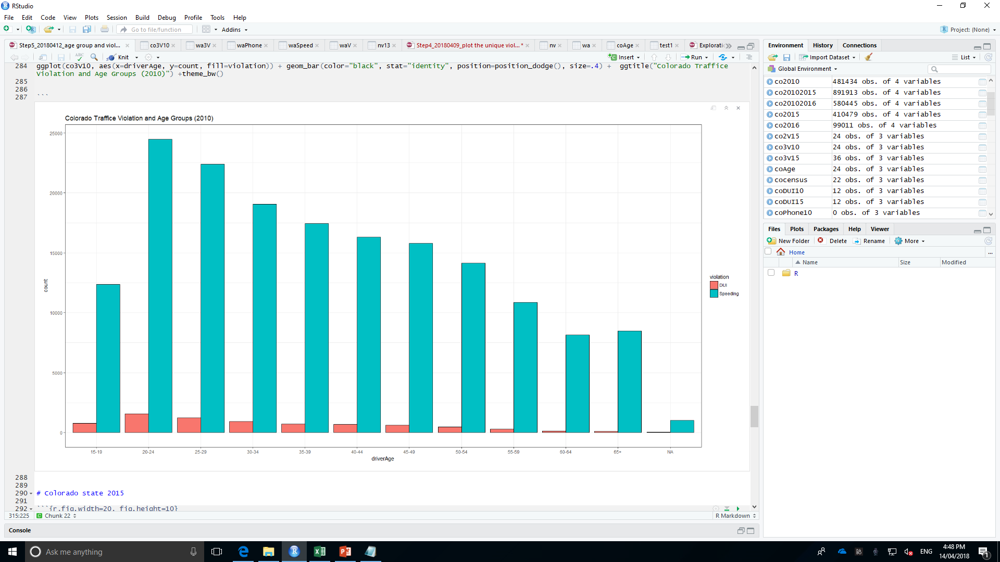 RStudio
File Edit Code View Plots Session Build Debug Profile Tools Help
Go to file/function Addins Project: (None)
Step5_20180412_age group and viol... co3V10 wa3V waPhone waSpeed waV nv13 Step4_20180409_plot the unique viol...* nv wa coAge test1 Explorati
ABC Knit Insert Run
284 ggplot(co3V10, aes(x=driverAge, y=count, fill=violation)) + geom_bar(color="black", stat="identity", position=position_dodge(), size=.4) + ggtitle("Colorado Traffice
Violation and Age Groups (2010)") +theme_bw()
285
286
287 ```
Colorado Traffice Violation and Age Groups (2010)
25000
20000
15000
10000
5000
0
count
15-19 20-24 25-29 30-34 35-39 40-44 45-49 50-54 55-59 60-64 65+ NA
driverAge
violation
DUI
Speeding
288
289
290 # Colorado state 2015
291
292 ```{r,fig.width=20, fig.height=10}
315:225 C Chunk 22 R Markdown
Console
Environment History Connections
Import Dataset List
Global Environment
co2010 481434 obs. of 4 variables
co20102015 891913 obs. of 4 variables
co20102016 580445 obs. of 4 variables
co2015 410479 obs. of 4 variables
co2016 99011 obs. of 4 variables
co2V15 24 obs. of 3 variables
co3V10 24 obs. of 3 variables
co3V15 36 obs. of 3 variables
coAge 24 obs. of 3 variables
cocensus 22 obs. of 3 variables
coDUI10 12 obs. of 3 variables
coDUI15 12 obs. of 3 variables
coPhone10 0 obs. of 3 variables
Files Plots Packages Help Viewer
New Folder Delete Rename More
Home ...
Name Size Modified
R
Ask me anything
ENG
4:48 PM
14/04/2018
1